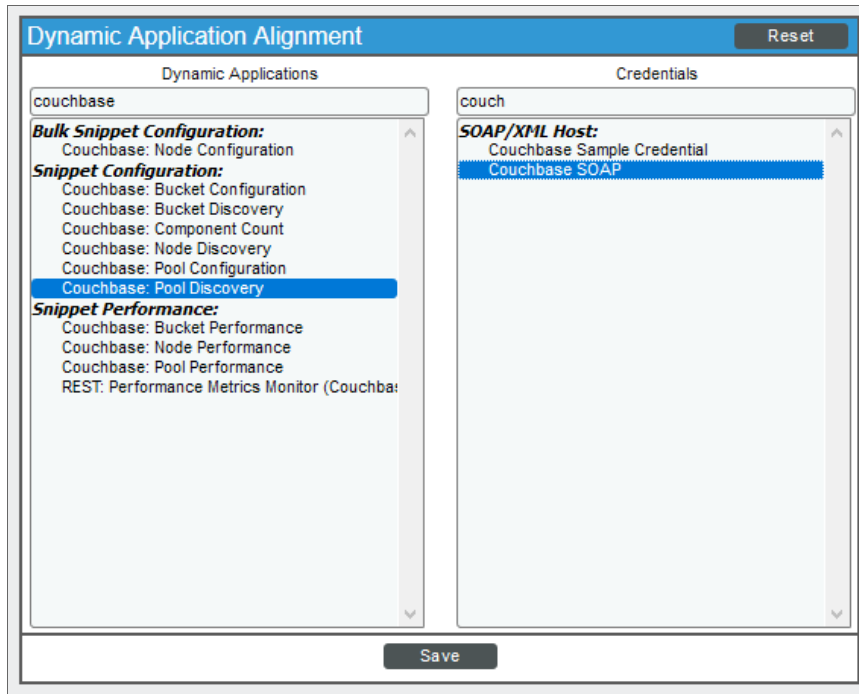 Dynamic Application Alignment
Reset
Dynamic Applications
Credentials
couchbase
couch
Bulk Snippet Configuration:
Couchbase: Node Configuration
Snippet Configuration:
Couchbase: Bucket Configuration
Couchbase: Bucket Discovery
Couchbase: Component Count
Couchbase: Node Discovery
Couchbase: Pool Configuration
Couchbase: Pool Discovery
Snippet Performance:
Couchbase: Bucket Performance
Couchbase: Node Performance
Couchbase: Pool Performance
REST: Performance Metrics Monitor (Couchbas
SOAP/XML Host:
Couchbase Sample Credential
Couchbase SOAP
Save